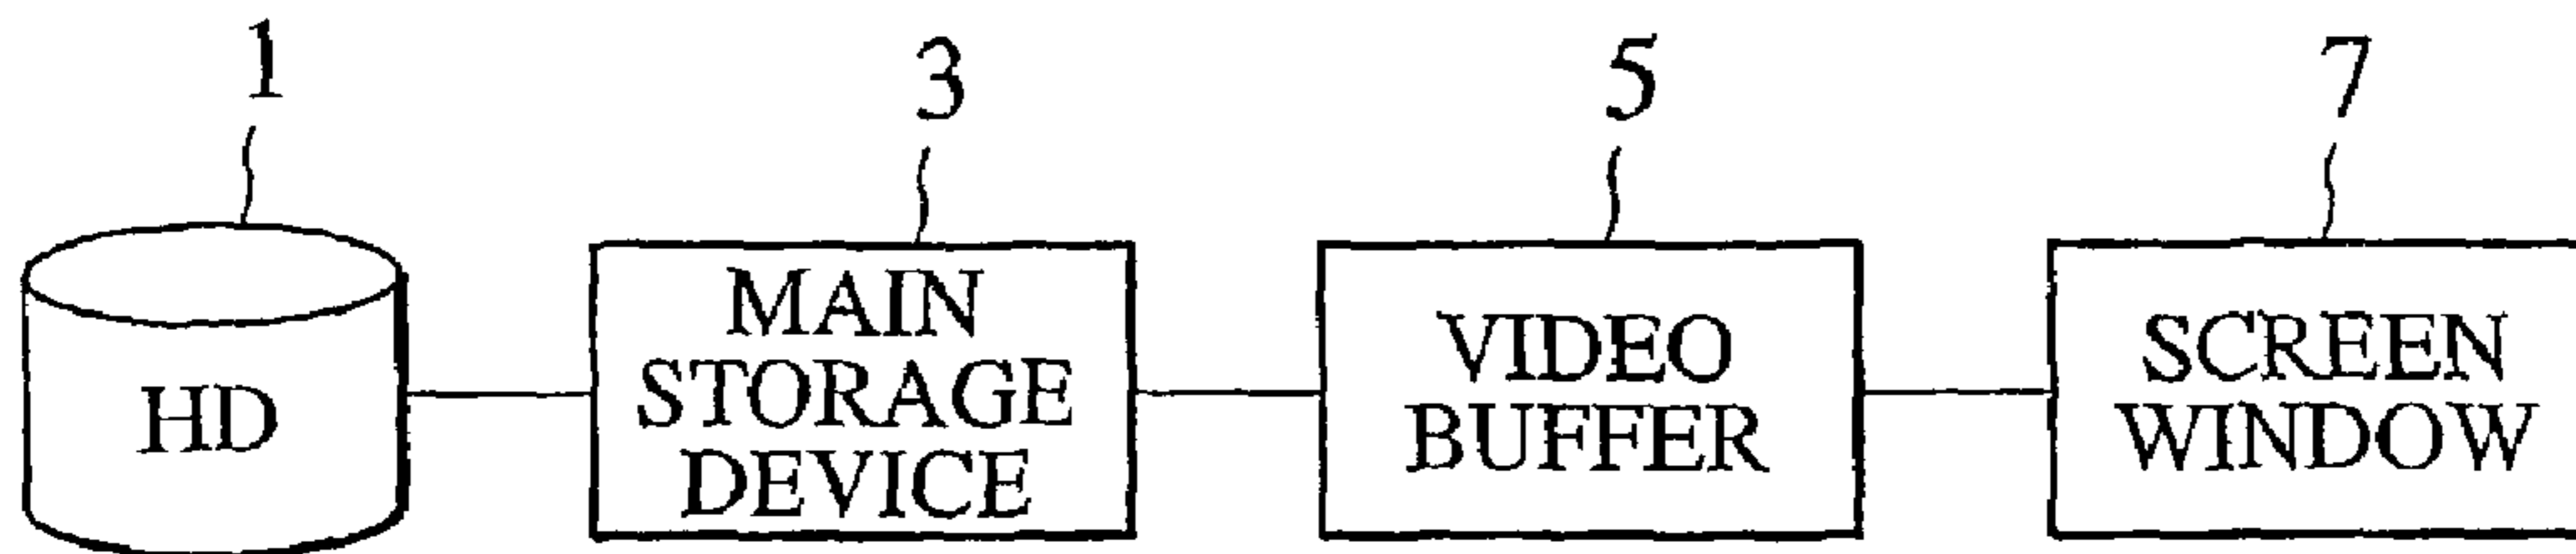 1
3
5
7
HD
MAIN
STORAGE
DEVICE
VIDEO
BUFFER
SCREEN
WINDOW